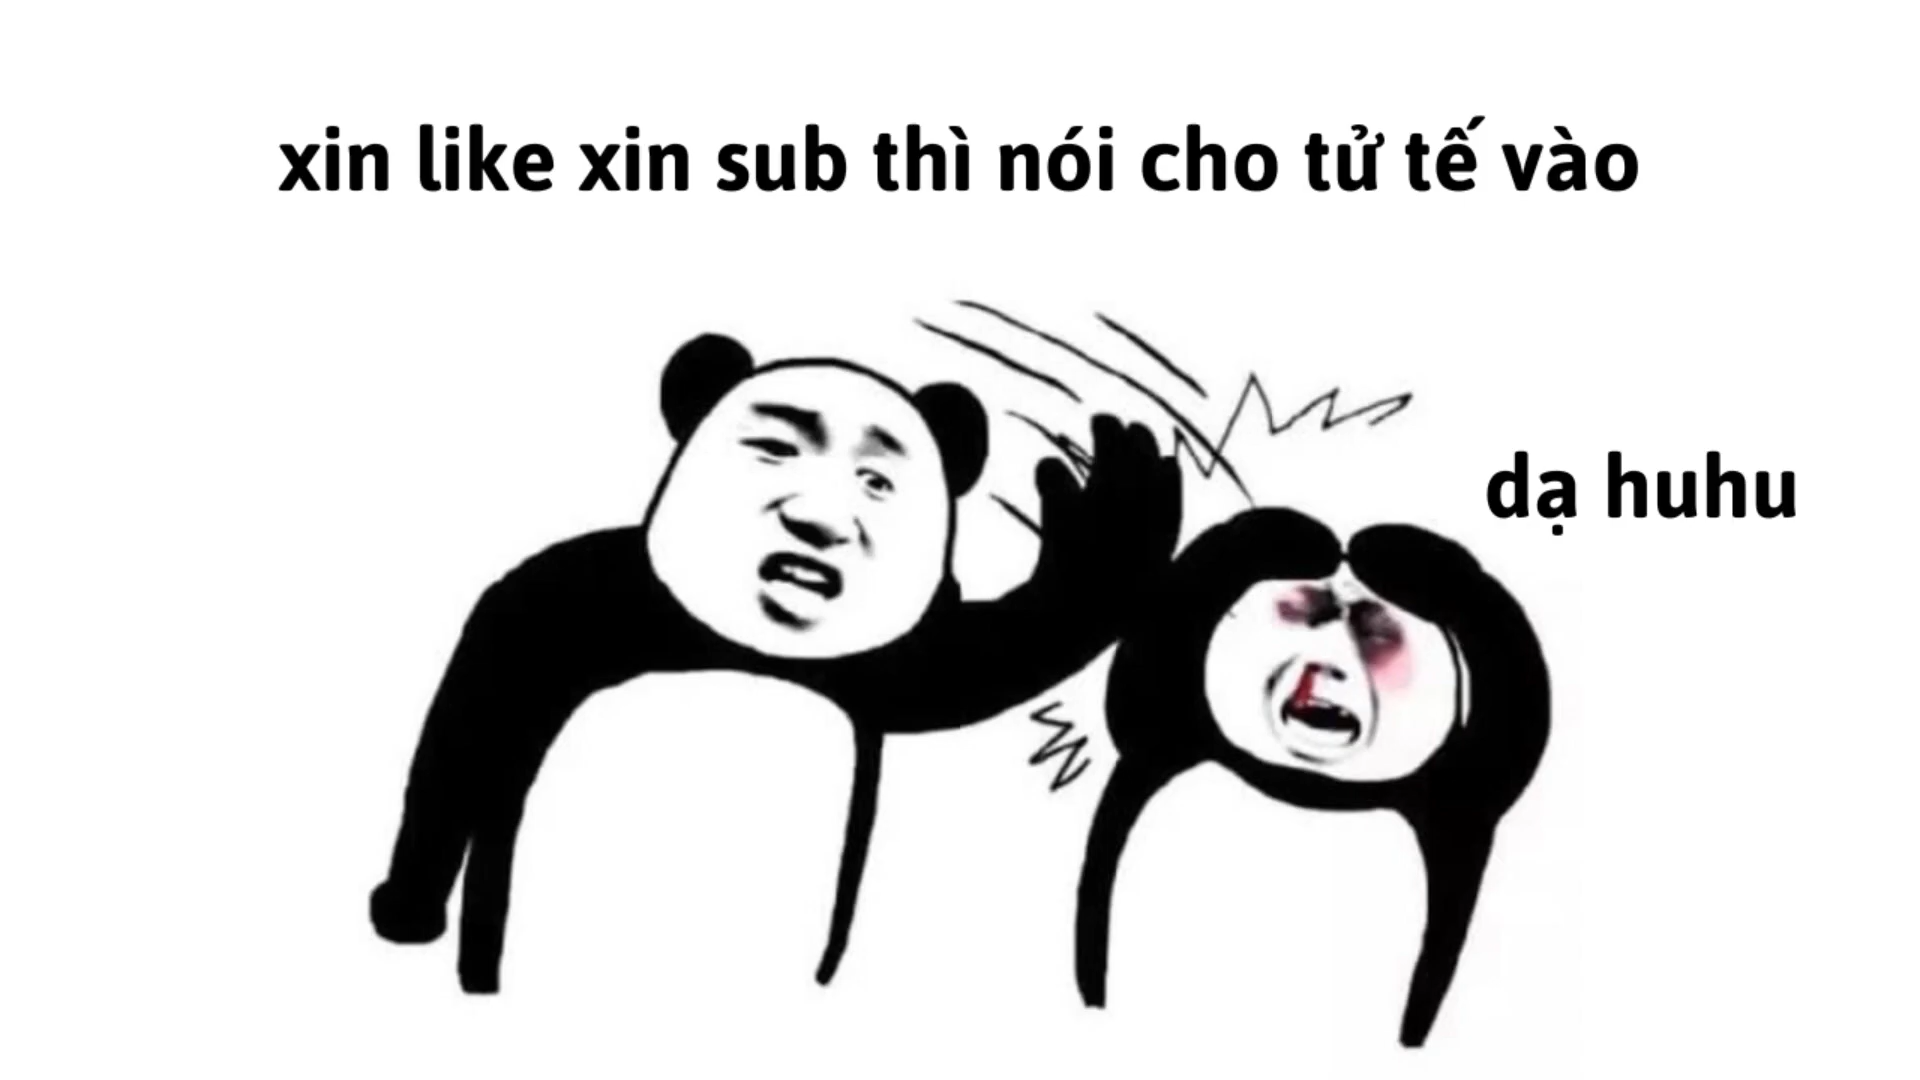 xin like xin sub thì nói cho tử tế vào
dạ huhu